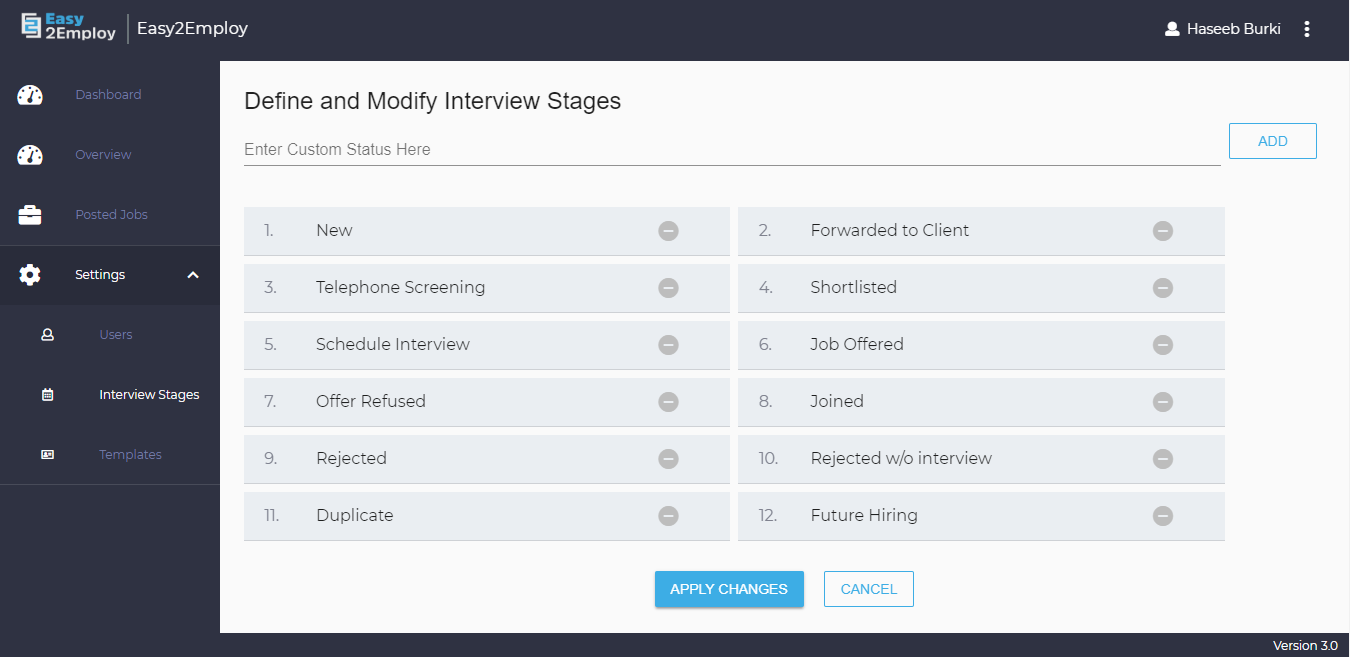 Easy
2Employ
Easy2Employ
Haseeb Burki
Dashboard
Overview
Posted Jobs
Settings
Users
Interview Stages
Templates
Define and Modify Interview Stages
Enter Custom Status Here
ADD
1. New
2. Forwarded to Client
3. Telephone Screening
4. Shortlisted
5. Schedule Interview
6. Job Offered
7. Offer Refused
8. Joined
9. Rejected
10. Rejected w/o interview
11. Duplicate
12. Future Hiring
APPLY CHANGES
CANCEL
Version 3.0